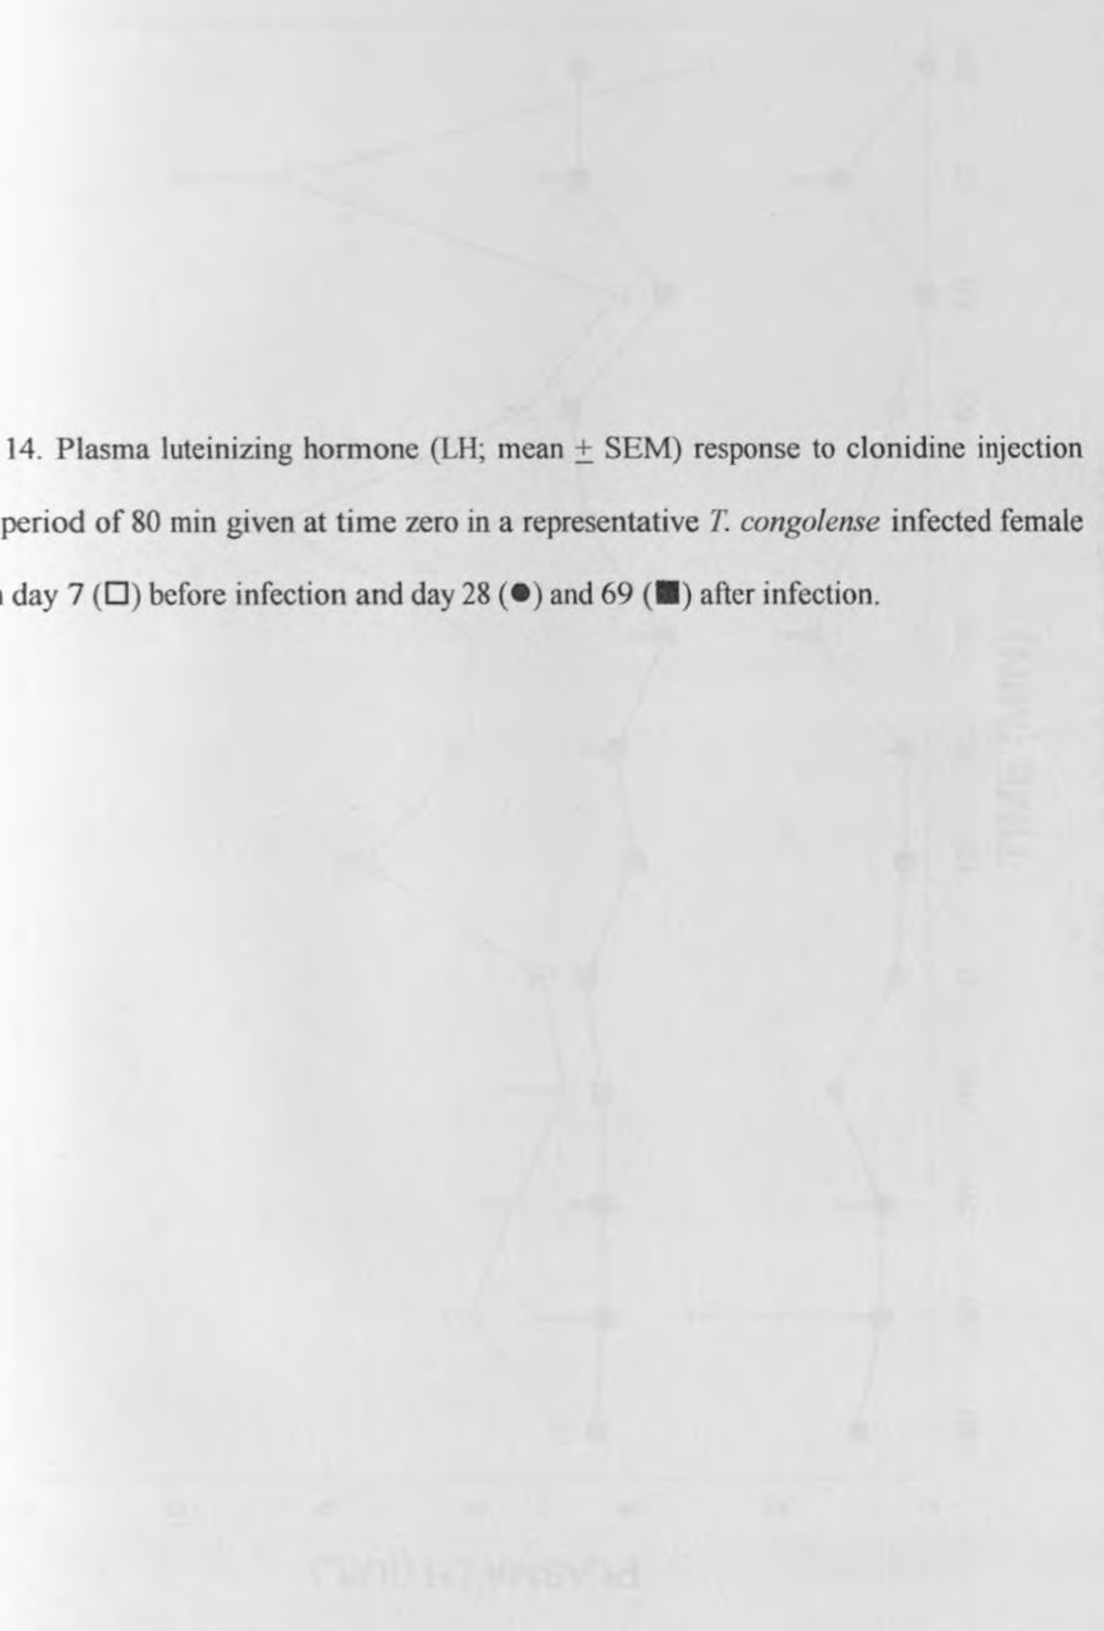 14. Plasma luteinizing hormone (LH; mean ± SEM) response to clonidine injection
period of 80 min given at time zero in a representative T. congolense infected female
day 7 (□) before infection and day 28 (●) and 69 (■) after infection.